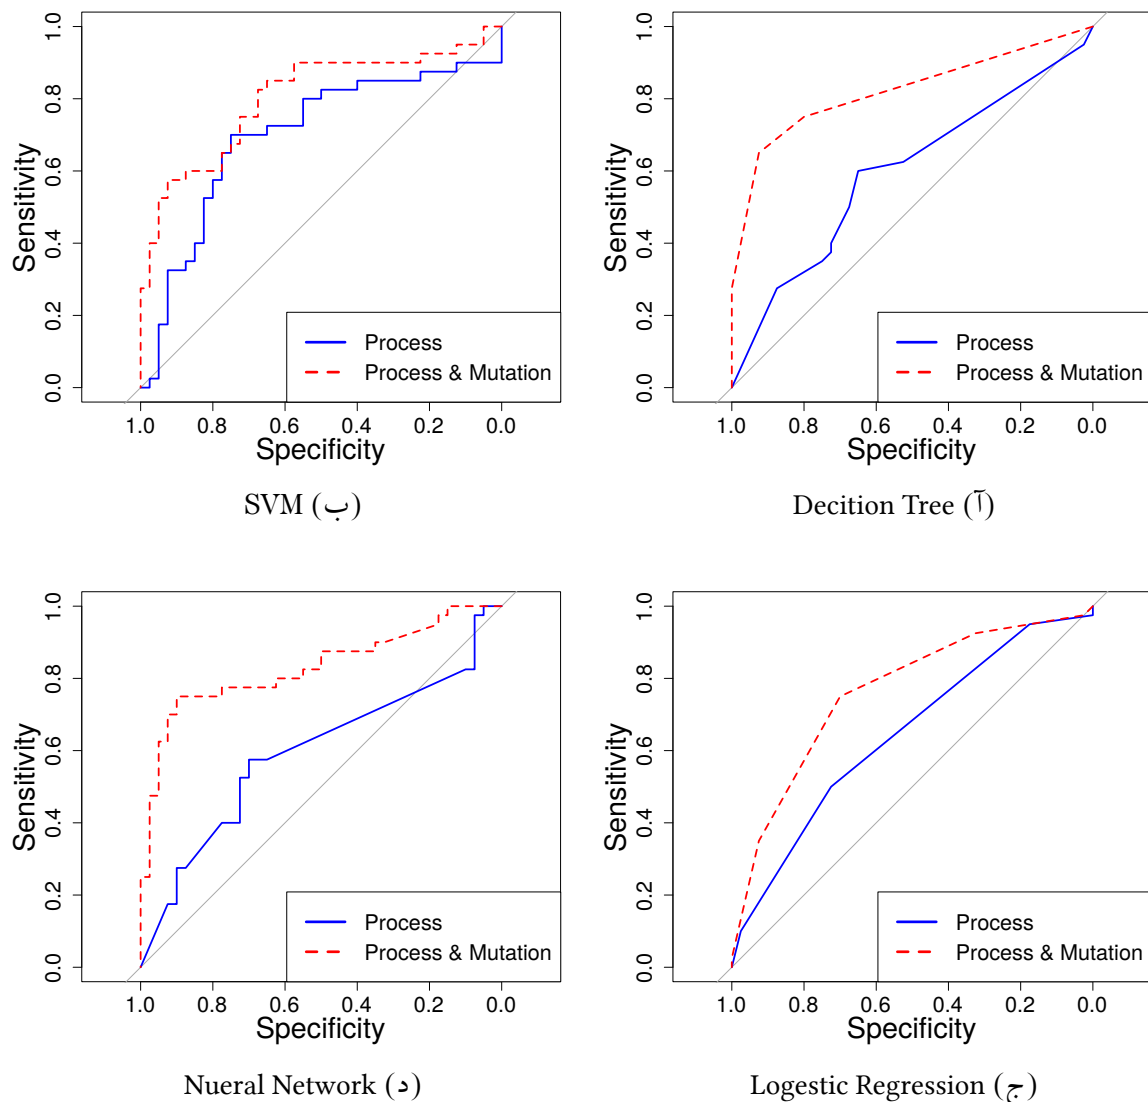 1.0
0.8
0.6
0.4
0.2
0.0
Sensitivity
Process
Process & Mutation
1.0 0.8 0.6 0.4 0.2 0.0
Specificity
SVM (ب)
1.0
0.8
0.6
0.4
0.2
0.0
Sensitivity
Process
Process & Mutation
1.0 0.8 0.6 0.4 0.2 0.0
Specificity
Decition Tree (آ)
1.0
0.8
0.6
0.4
0.2
0.0
Sensitivity
Process
Process & Mutation
1.0 0.8 0.6 0.4 0.2 0.0
Specificity
Nueral Network (د)
1.0
0.8
0.6
0.4
0.2
0.0
Sensitivity
Process
Process & Mutation
1.0 0.8 0.6 0.4 0.2 0.0
Specificity
Logestic Regression (ج)